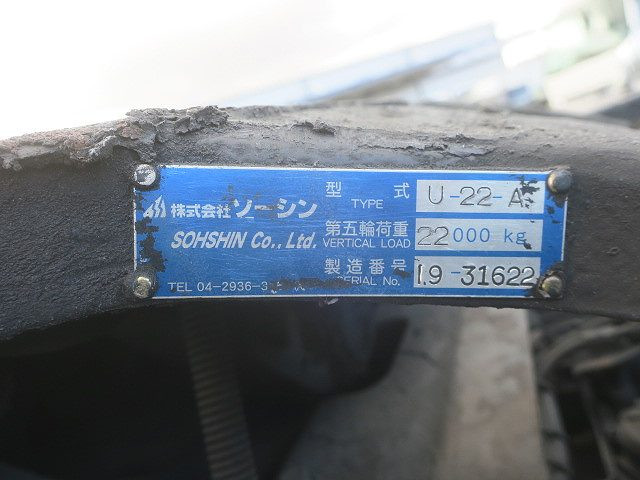 株式会社 ソーシン
SOHSHIN Co., Ltd.
TEL 04-2936-3
型式 U-22-A
TYPE
第五輪荷重 22000 kg
VERTICAL LOAD
製造番号 19-31622
SERIAL No.